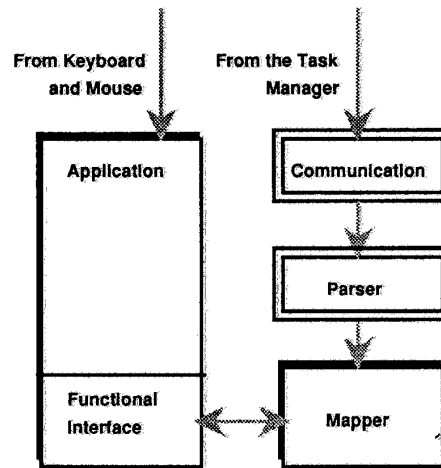 From Keyboard
and Mouse
From the Task
Manager
Application
Communication
Parser
Functional
Interface
Mapper